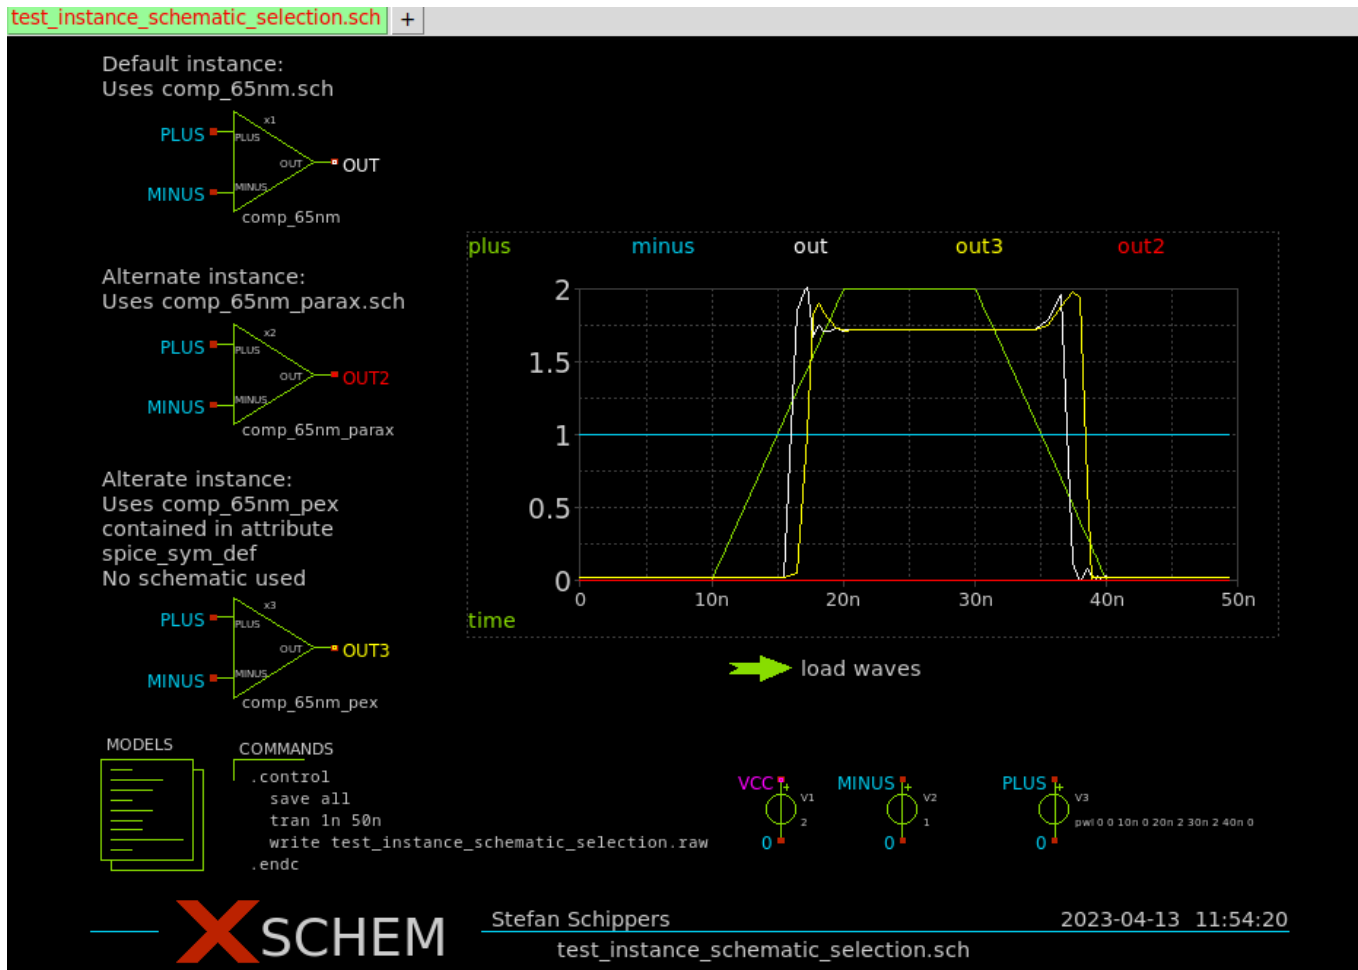 test_instance_schematic_selection.sch +
Default instance:
Uses comp_65nm.sch
x1
PLUS
PLUS
OUT
OUT
MINUS
MINUS
comp_65nm
Alternate instance:
Uses comp_65nm_parax.sch
x2
PLUS
PLUS
OUT
OUT2
MINUS
MINUS
comp_65nm_parax
Alterate instance:
Uses comp_65nm_pex
contained in attribute
spice_sym_def
No schematic used
x3
PLUS
PLUS
OUT
OUT3
MINUS
MINUS
comp_65nm_pex
plus minus out out3 out2
2
1.5
1
0.5
0
0 10n 20n 30n 40n 50n
time
load waves
MODELS
COMMANDS
.control
save all
tran 1n 50n
write test_instance_schematic_selection.raw
.endc
VCC
+
V1
2
0
MINUS
+
V2
1
0
PLUS
+
V3
pwl 0 0 10n 0 20n 2 30n 2 40n 0
0
XSCHEM
Stefan Schippers
2023-04-13 11:54:20
test_instance_schematic_selection.sch